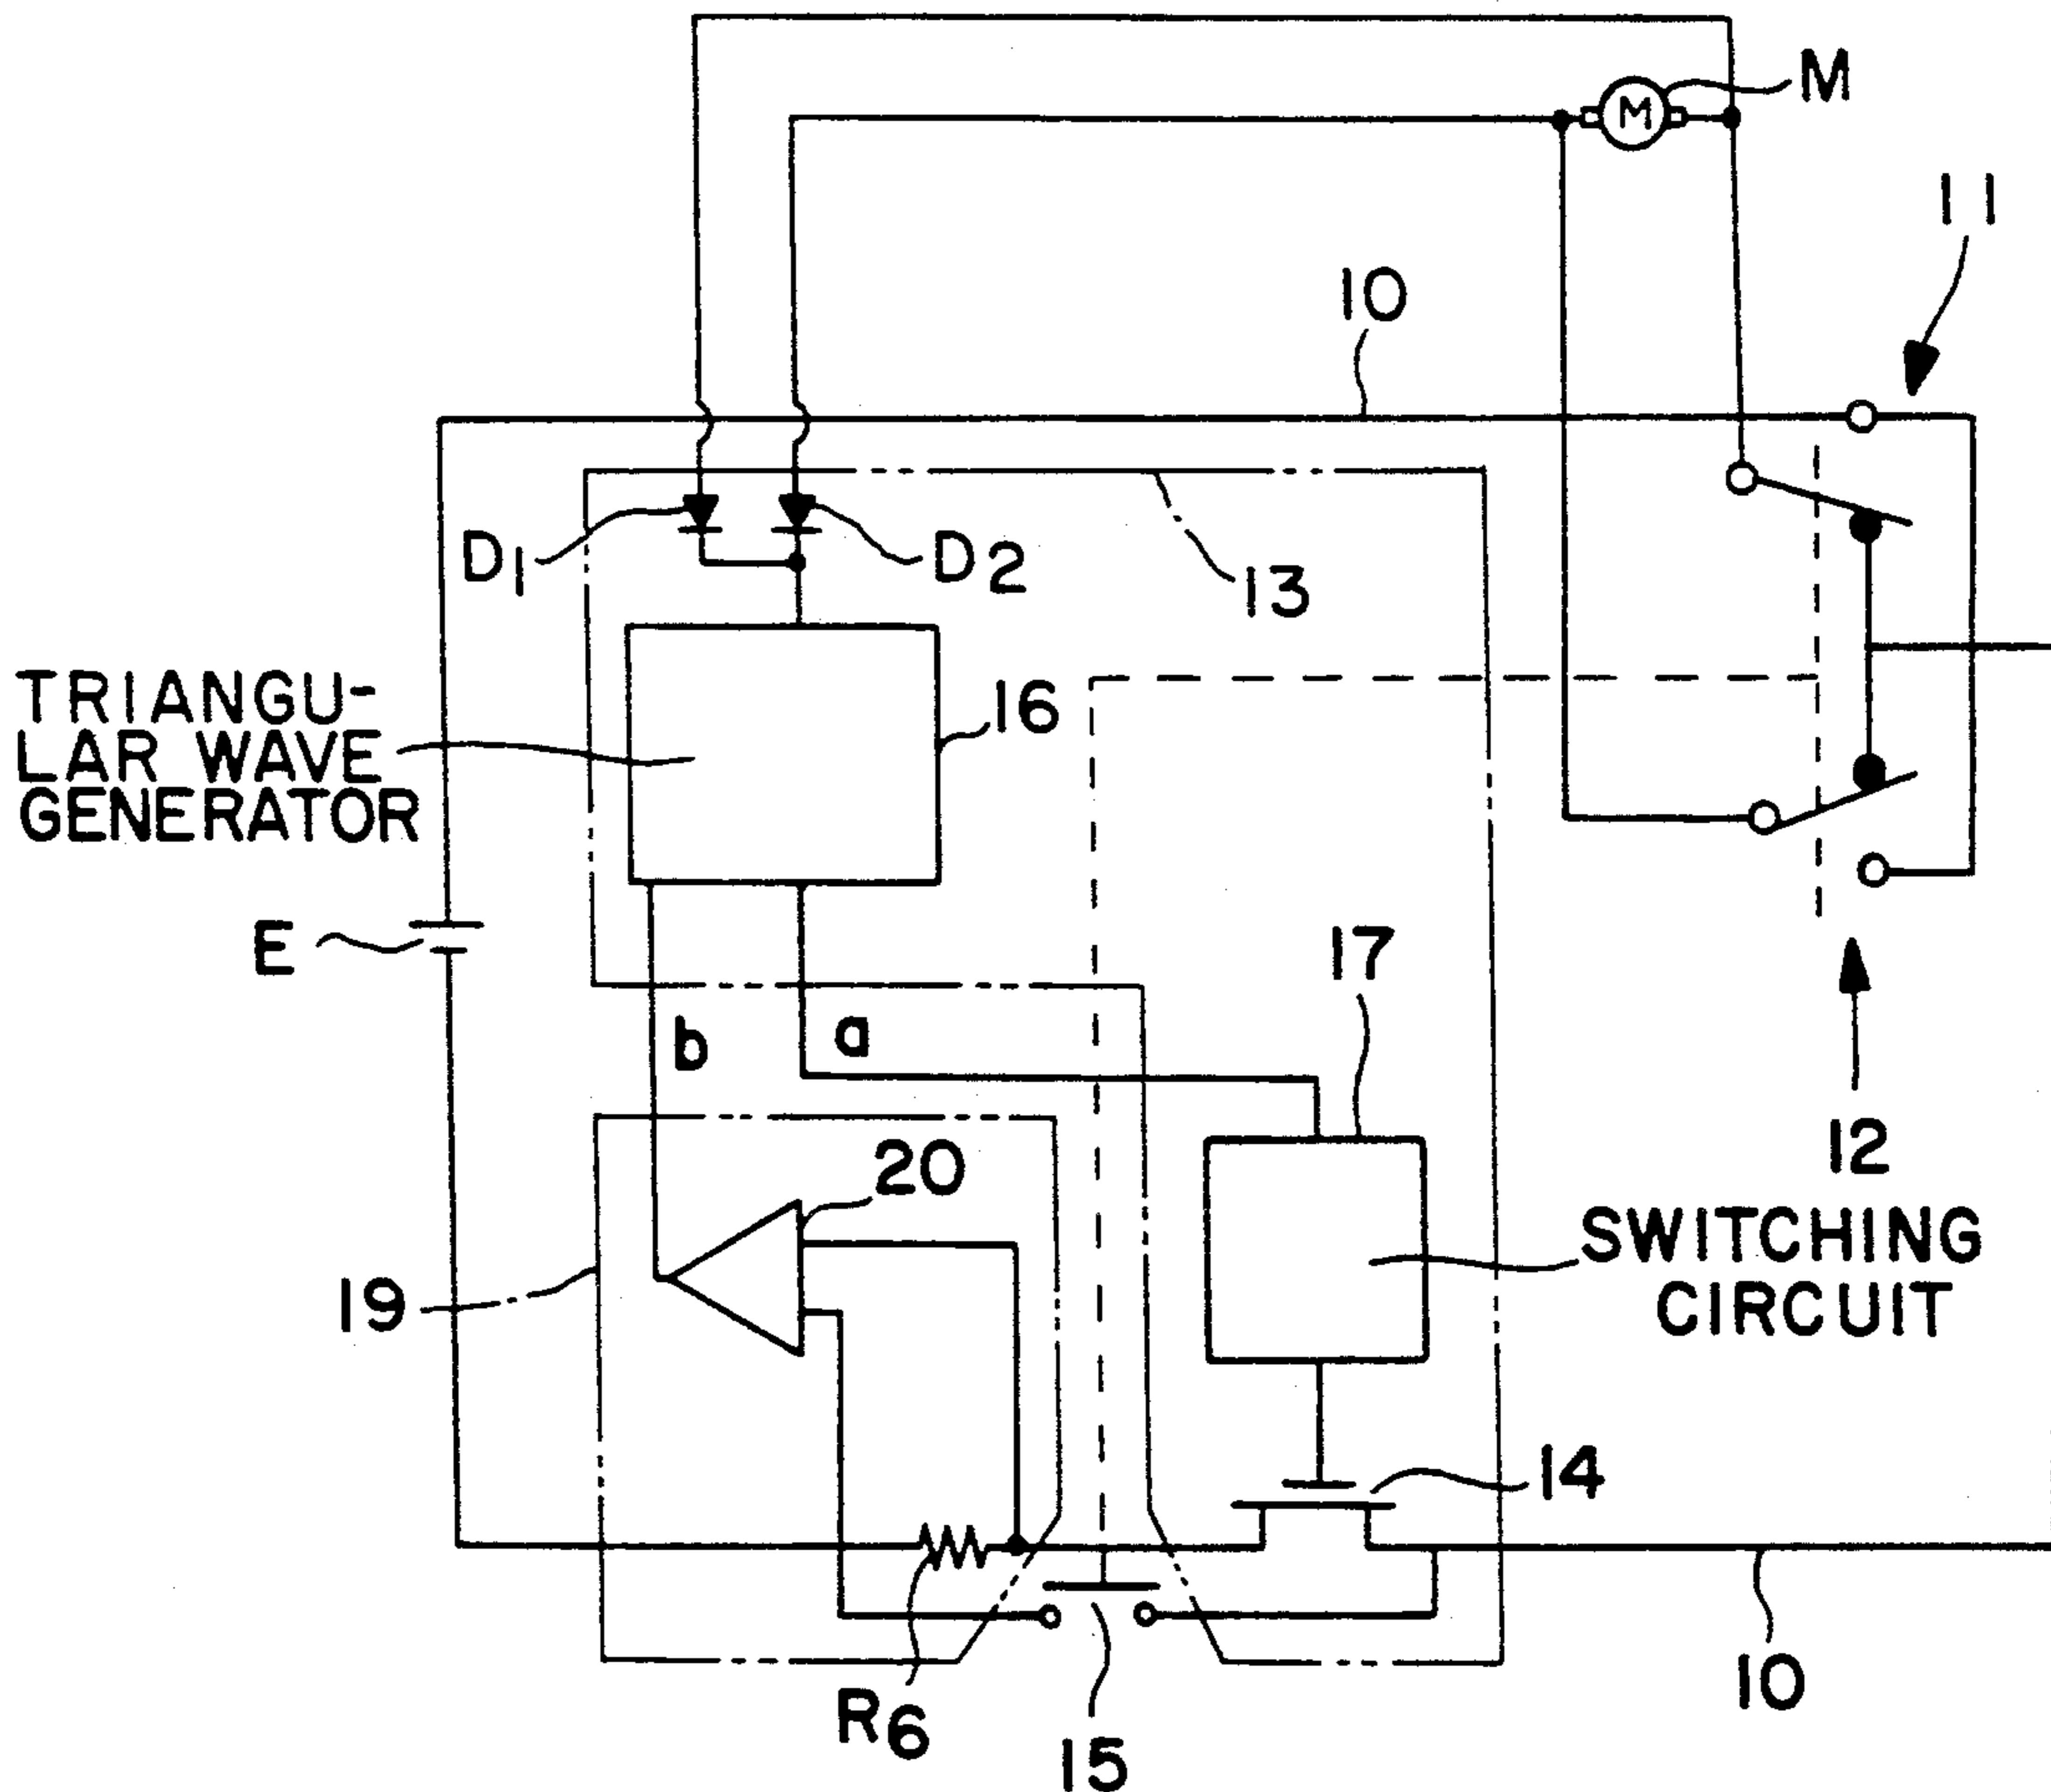 M
M
11
10
D1
D2
13
TRIANGU-
LAR WAVE
GENERATOR
16
E
17
b
a
12
20
SWITCHING
CIRCUIT
19
14
R6
15
10